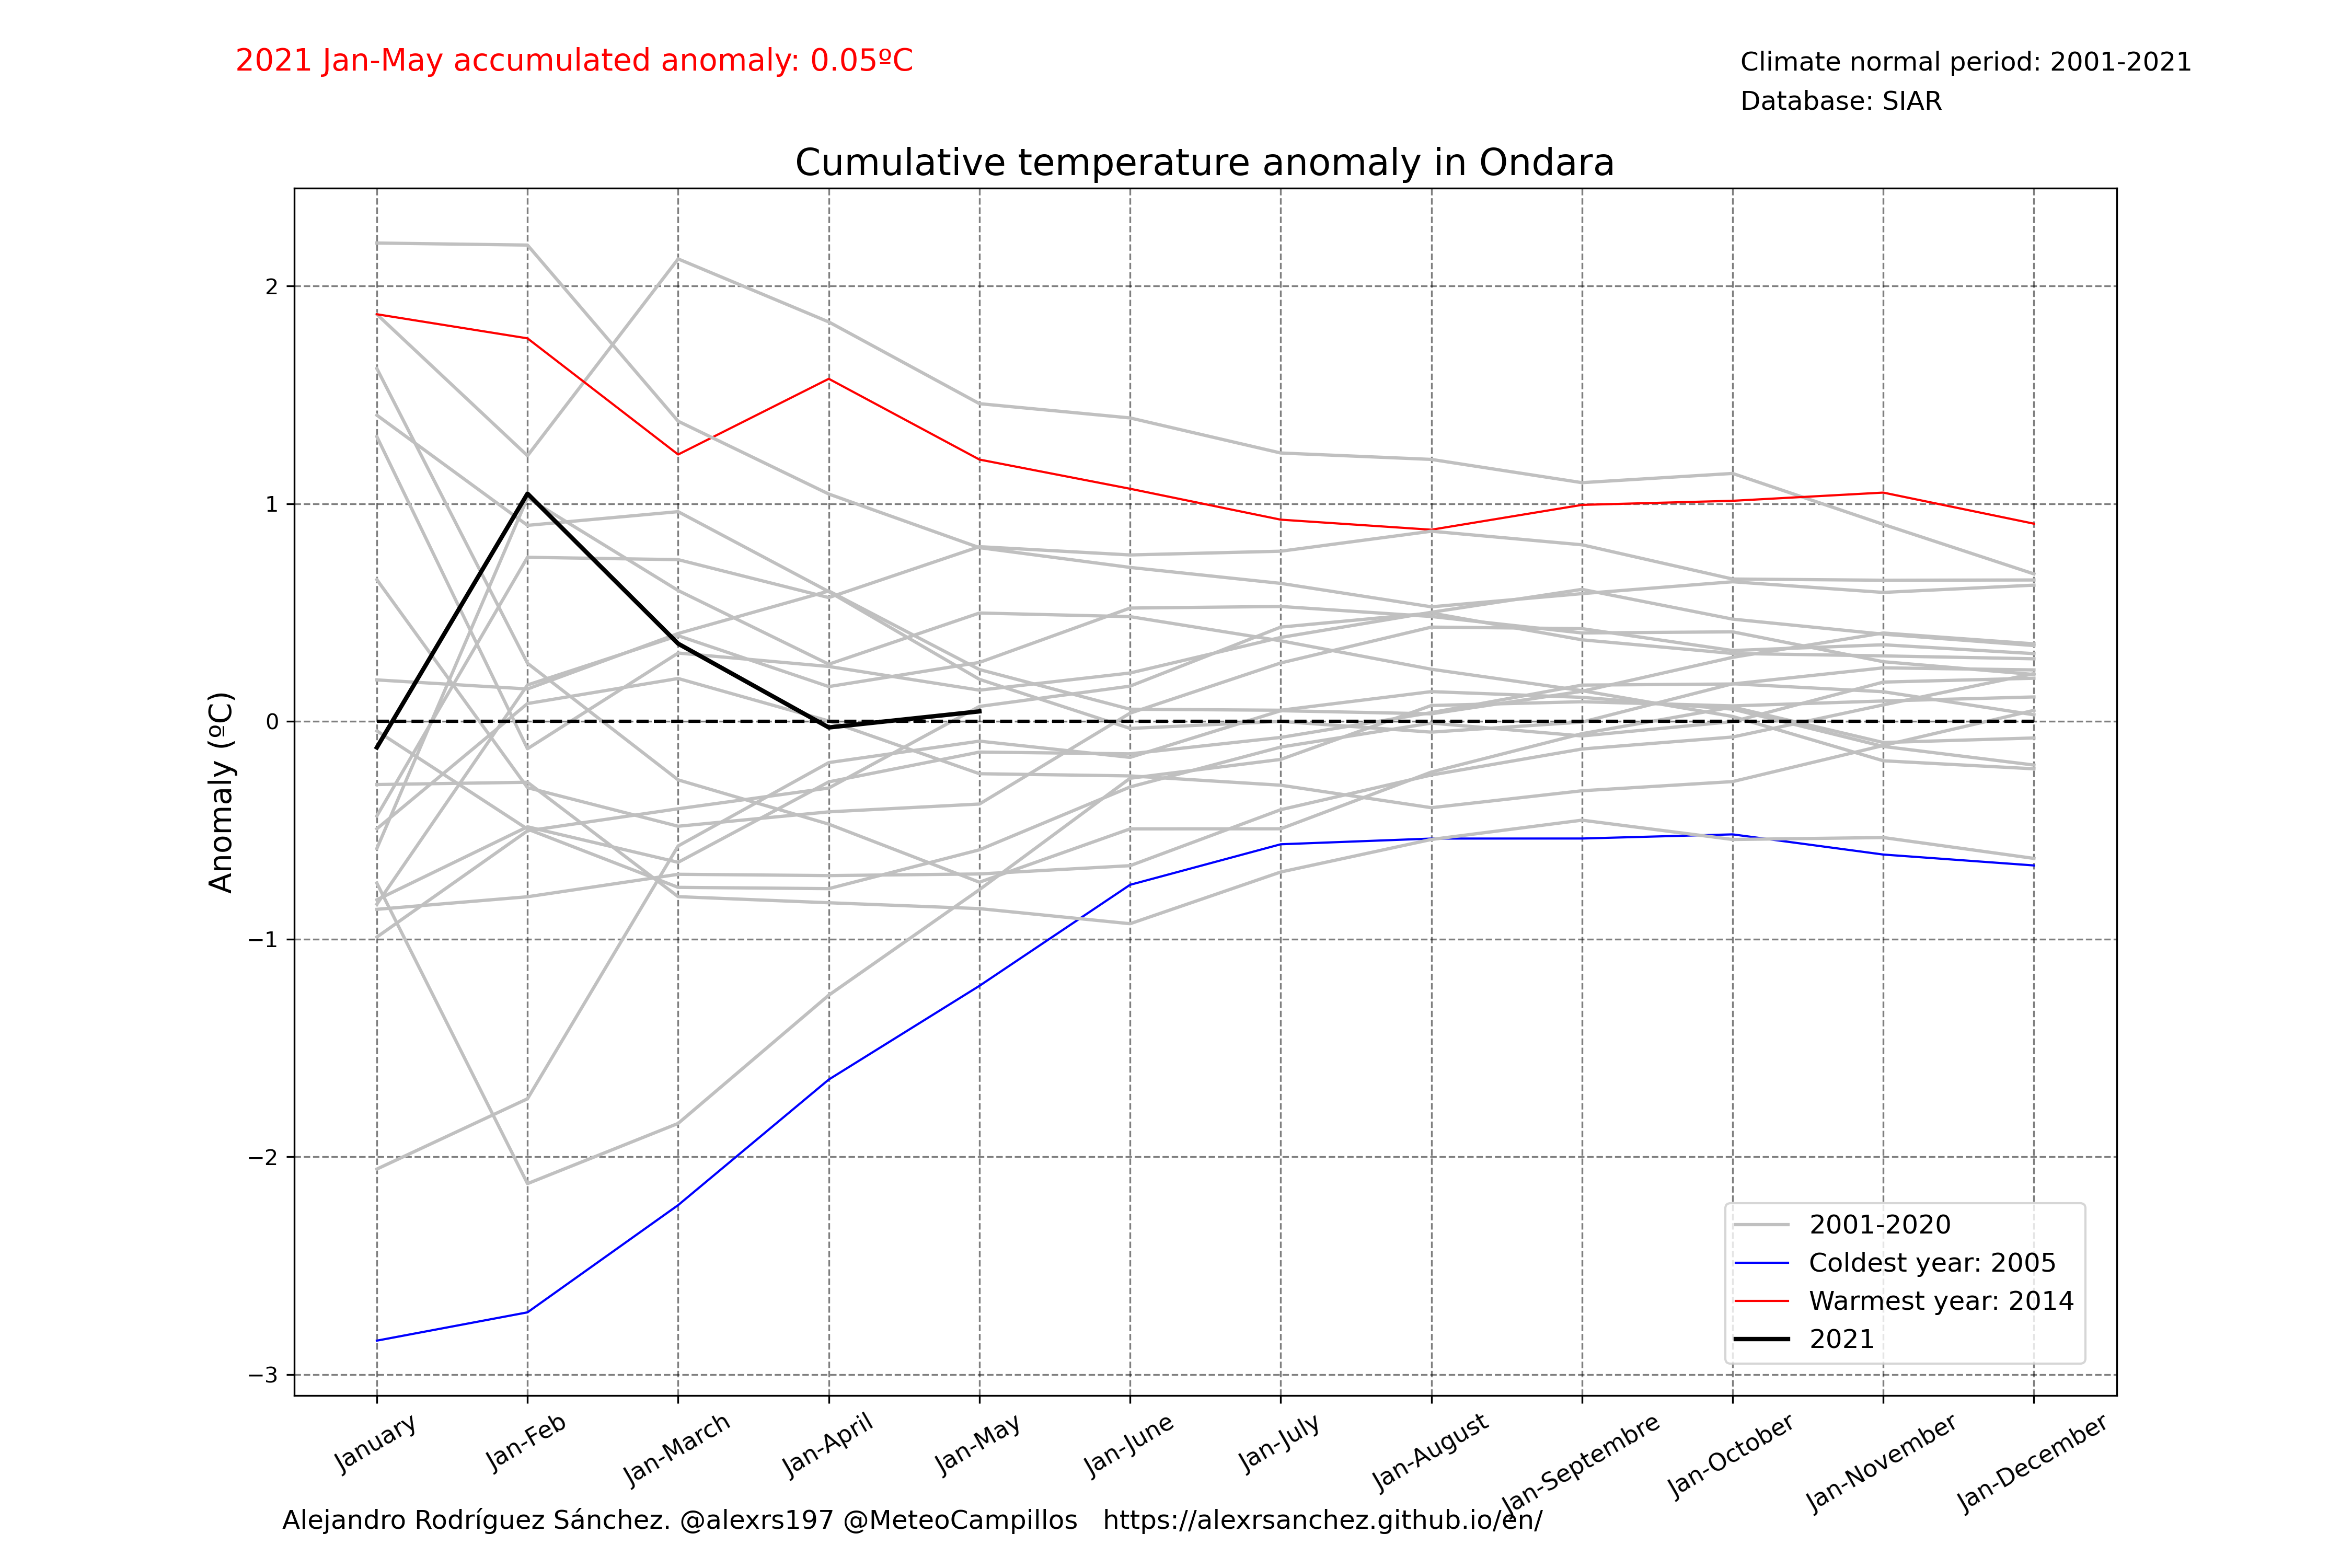 2021 Jan-May accumulated anomaly: 0.05ºC
Climate normal period: 2001-2021
Database: SIAR
Cumulative temperature anomaly in Ondara
Anomaly (ºC)
2
1
0
−1
−2
−3
2001-2020
Coldest year: 2005
Warmest year: 2014
2021
January
Jan-Feb
Jan-March
Jan-April
Jan-May
Jan-June
Jan-July
Jan-August
Jan-Septembre
Jan-October
Jan-November
Jan-December
Alejandro Rodríguez Sánchez. @alexrs197 @MeteoCampillos https://alexrsanchez.github.io/en/